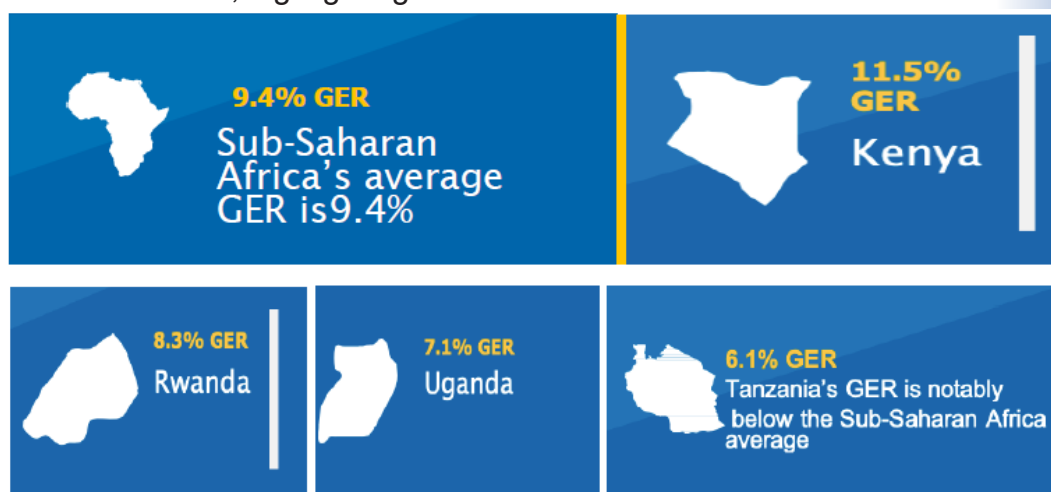 9.4% GER
Sub-Saharan
Africa's average
GER is9.4%
11.5%
GER
Kenya
8.3% GER
Rwanda
7.1% GER
Uganda
6.1% GER
Tanzania's GER is notably
below the Sub-Saharan Africa
average